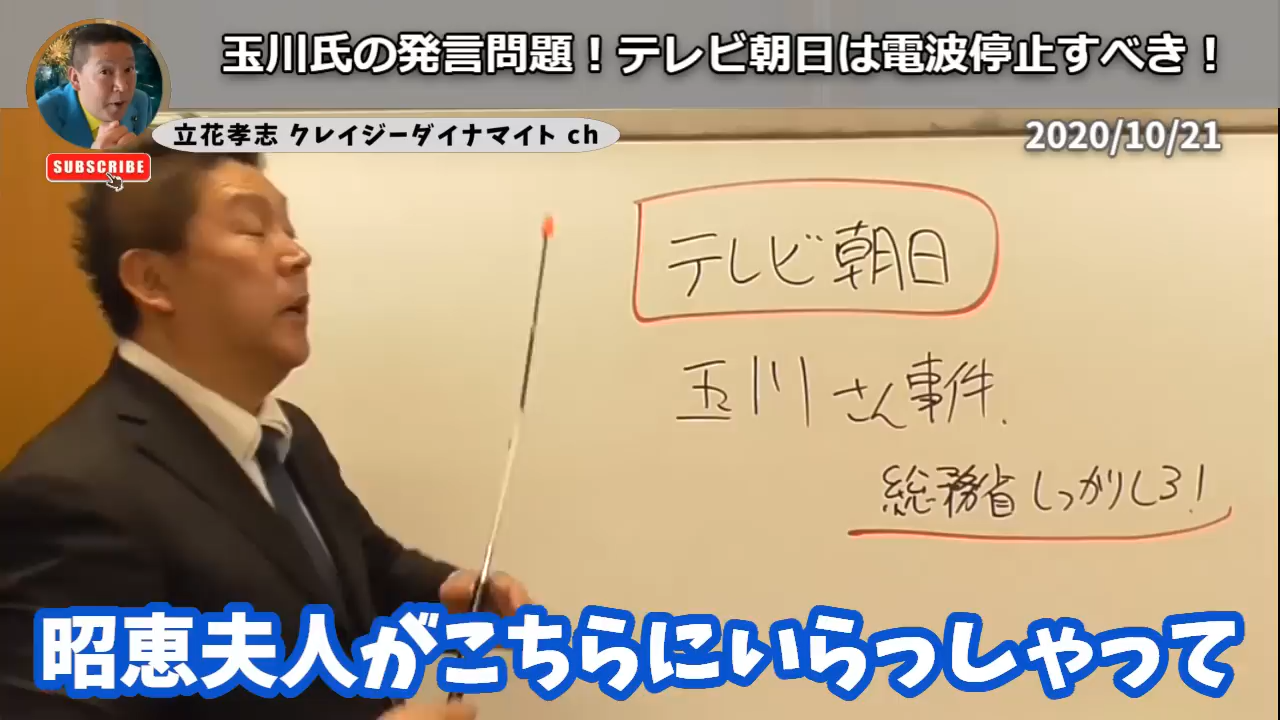 玉川氏の発言問題！テレビ朝日は電波停止すべき！
立花孝志 クレイジーダイナマイト ch
SUBSCRIBE
2020/10/21
テレビ朝日
玉川さん事件.
総務省しっかりしろ!
昭恵夫人がこちらにいらっしゃって